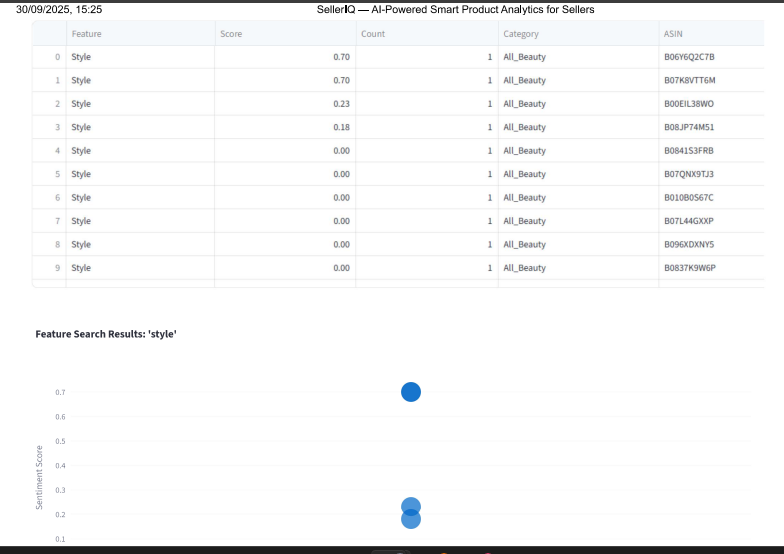 30/09/2025, 15:25 SellerIQ — AI-Powered Smart Product Analytics for Sellers
Feature Score Count Category ASIN
0 Style 0.70 1 All_Beauty B06Y6Q2C7B
1 Style 0.70 1 All_Beauty B07K8VTT6M
2 Style 0.23 1 All_Beauty B00EIL38WO
3 Style 0.18 1 All_Beauty B08JP74M51
4 Style 0.00 1 All_Beauty B0841S3FRB
5 Style 0.00 1 All_Beauty B07QNX9TJ3
6 Style 0.00 1 All_Beauty B010B0S67C
7 Style 0.00 1 All_Beauty B07L44GXXP
8 Style 0.00 1 All_Beauty B096XDXNY5
9 Style 0.00 1 All_Beauty B0837K9W6P
Feature Search Results: 'style'
Sentiment Score
0.7
0.6
0.5
0.4
0.3
0.2
0.1